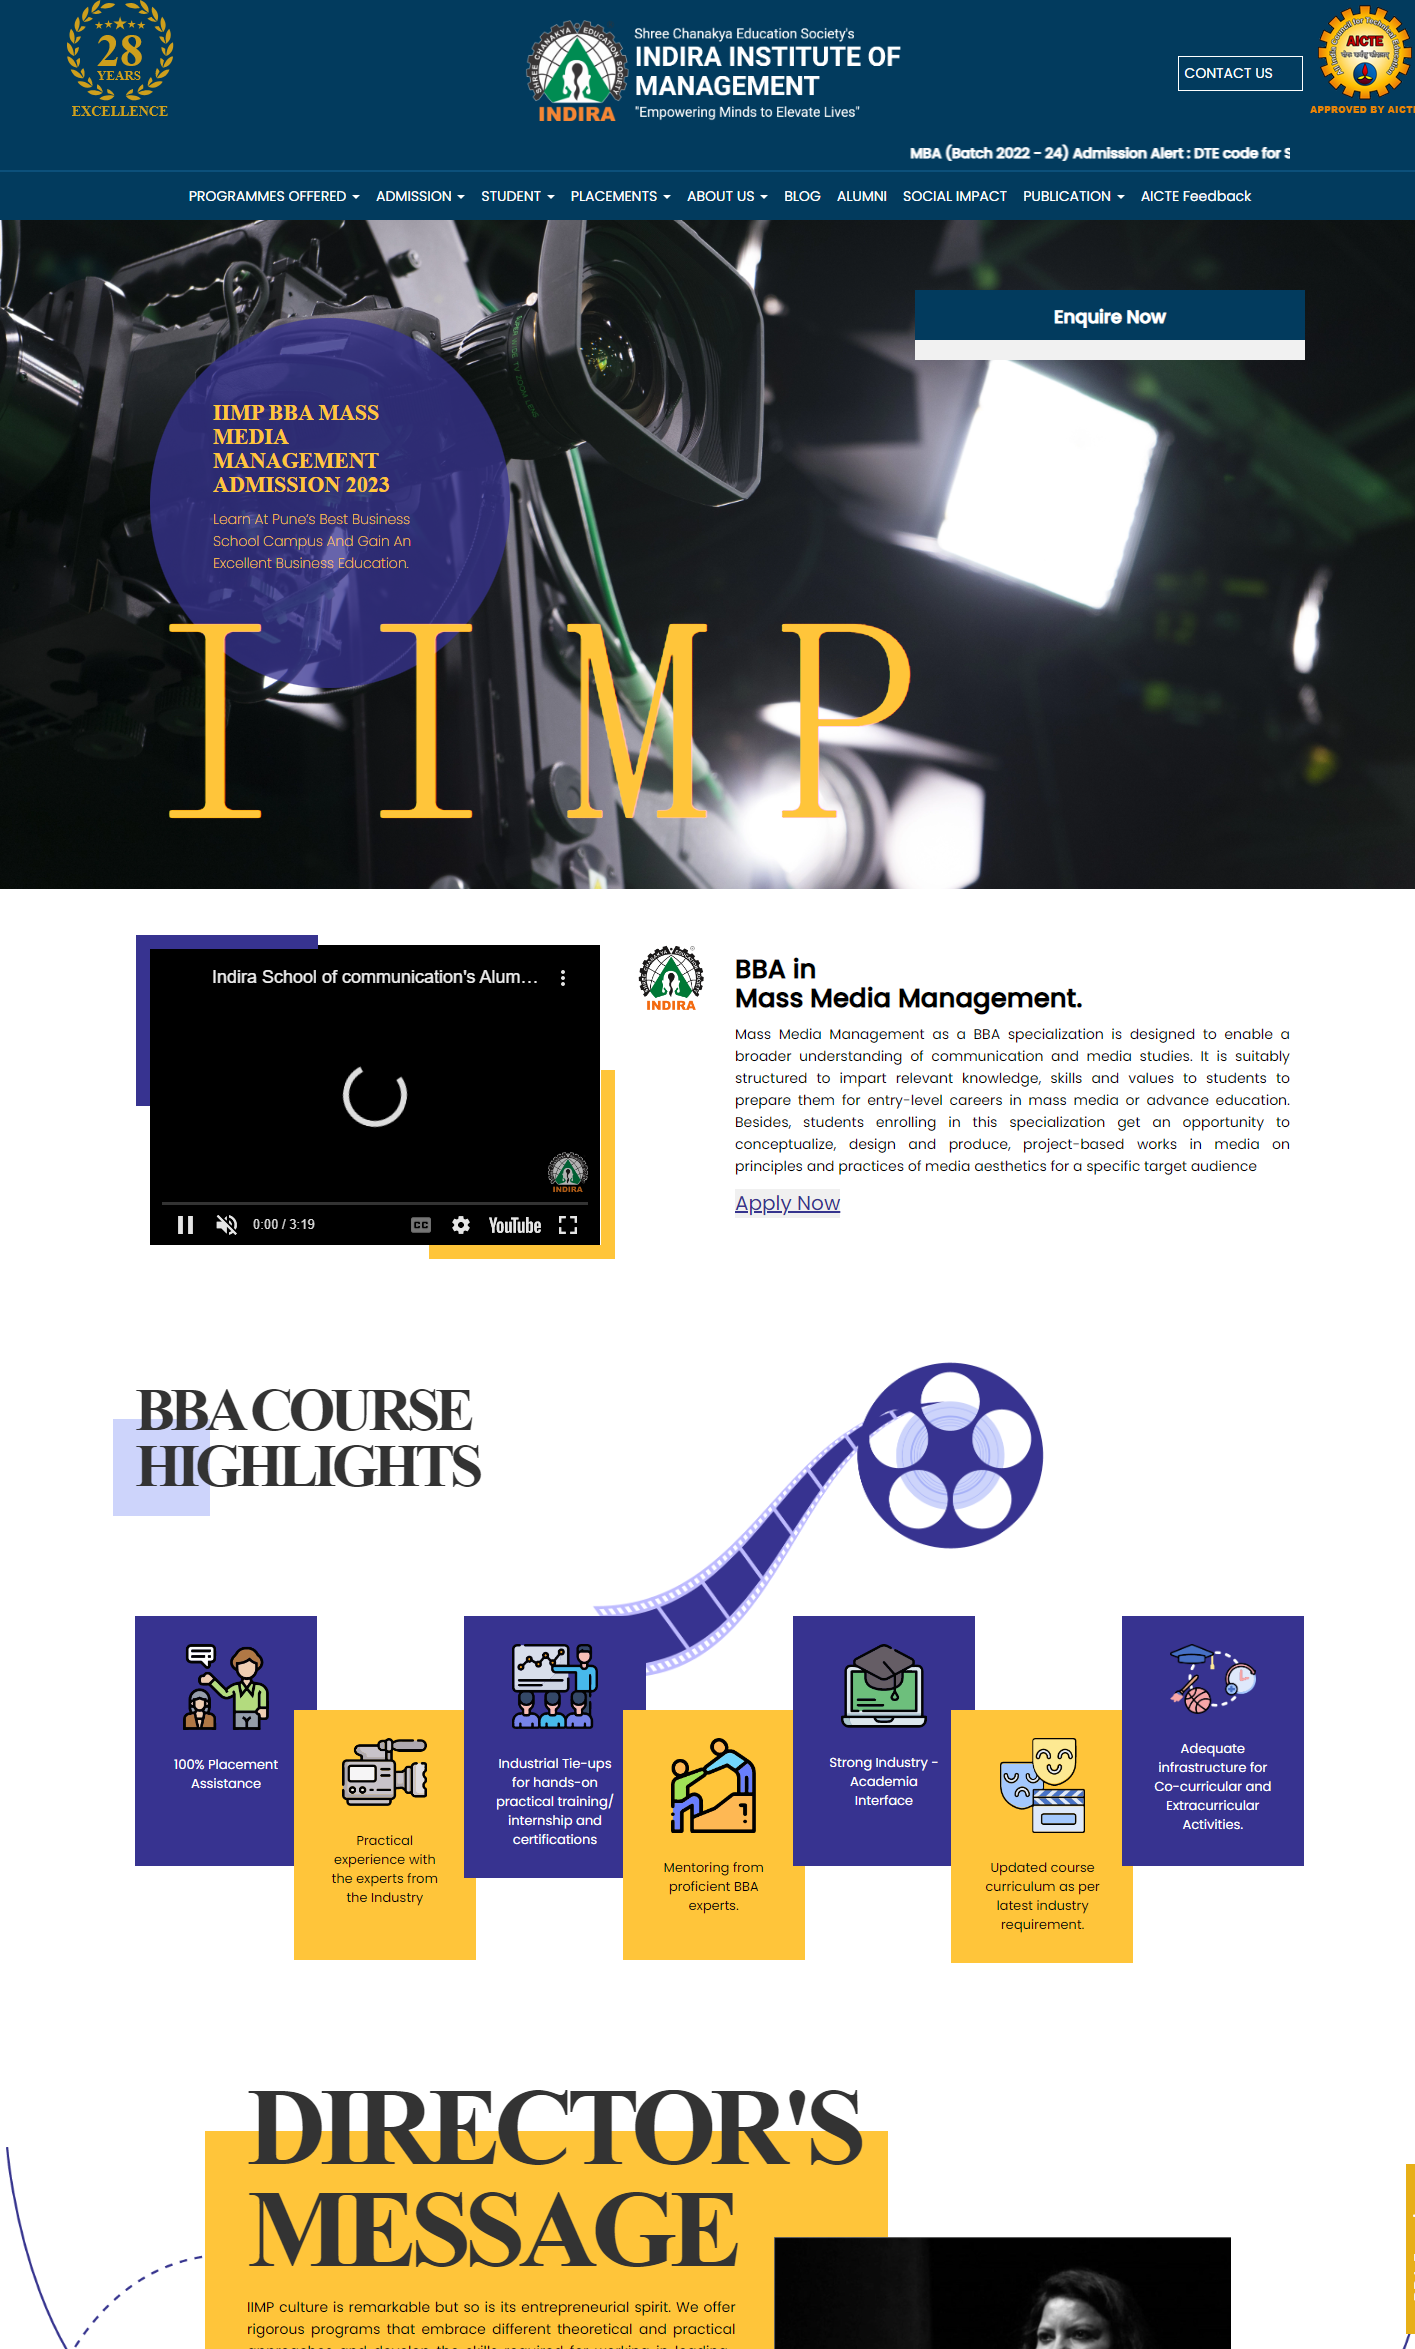 28
YEARS
EXCELLENCE
Shree Chanakya Education Society's
INDIRA INSTITUTE OF
MANAGEMENT
"Empowering Minds to Elevate Lives"
SHREE CHANAKYA EDUCATION SOCIETY
INDIRA
CONTACT US
All India Council for Technical Education
AICTE
APPROVED BY AICTE
MBA (Batch 2022 - 24) Admission Alert : DTE code for S
PROGRAMMES OFFERED ADMISSION STUDENT PLACEMENTS ABOUT US BLOG ALUMNI SOCIAL IMPACT PUBLICATION AICTE Feedback
Enquire Now
IIMP BBA MASS
MEDIA
MANAGEMENT
ADMISSION 2023
Learn At Pune's Best Business
School Campus And Gain An
Excellent Business Education.
IIMP
Indira School of communication's Alum...
INDIRA
0:00 / 3:19
CC
YouTube
INDIRA
BBA in
Mass Media Management.
Mass Media Management as a BBA specialization is designed to enable a
broader understanding of communication and media studies. It is suitably
structured to impart relevant knowledge, skills and values to students to
prepare them for entry-level careers in mass media or advance education.
Besides, students enrolling in this specialization get an opportunity to
conceptualize, design and produce, project-based works in media on
principles and practices of media aesthetics for a specific target audience
Apply Now
BBA COURSE
HIGHLIGHTS
100% Placement
Assistance
Practical
experience with
the experts from
the Industry
Industrial Tie-ups
for hands-on
practical training/
internship and
certifications
Mentoring from
proficient BBA
experts.
Strong Industry -
Academia
Interface
Updated course
curriculum as per
latest industry
requirement.
Adequate
infrastructure for
Co-curricular and
Extracurricular
Activities.
DIRECTOR'S
MESSAGE
IIMP culture is remarkable but so is its entrepreneurial spirit. We offer
rigorous programs that embrace different theoretical and practical